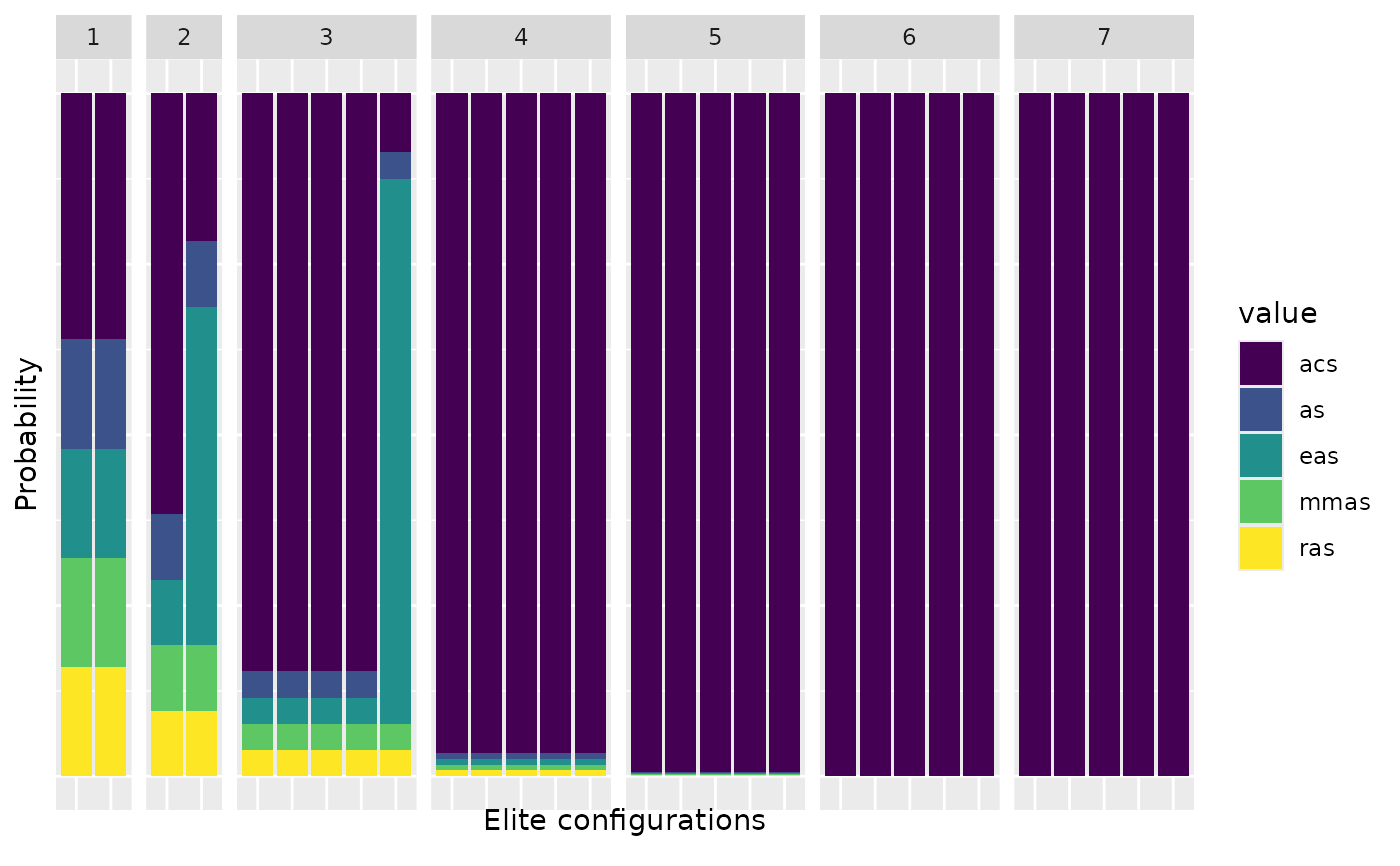 1 2 3 4 5 6 7
Probability
Elite configurations
value
acs
as
eas
mmas
ras